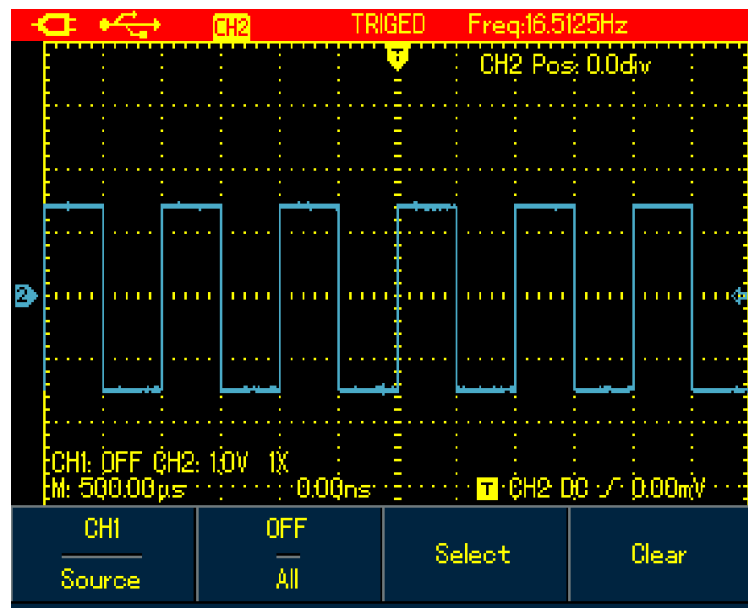 CH2 TRIGED Freq:16.5125Hz
T
CH2 Pos: 0.0div
2
CH1: OFF CH2: 1.0V 1X
M: 500.00µs 0.00ns T CH2 DC 0.00mV
CH1 OFF Select Clear
Source All